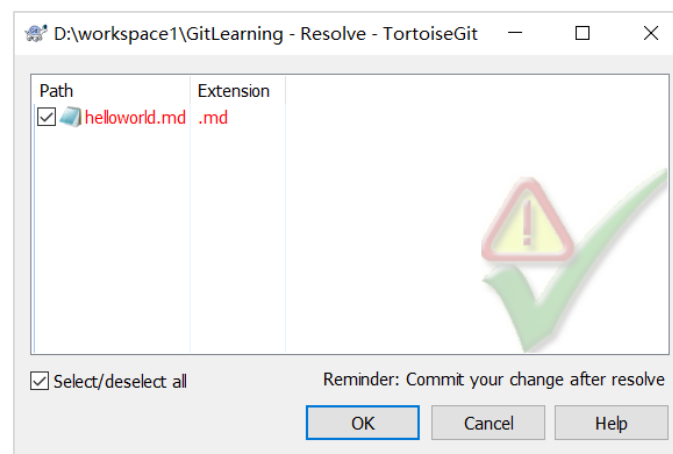 D:\workspace1\GitLearning - Resolve - TortoiseGit
Path Extension
helloworld.md .md
Select/deselect all
Reminder: Commit your change after resolve
OK Cancel Help